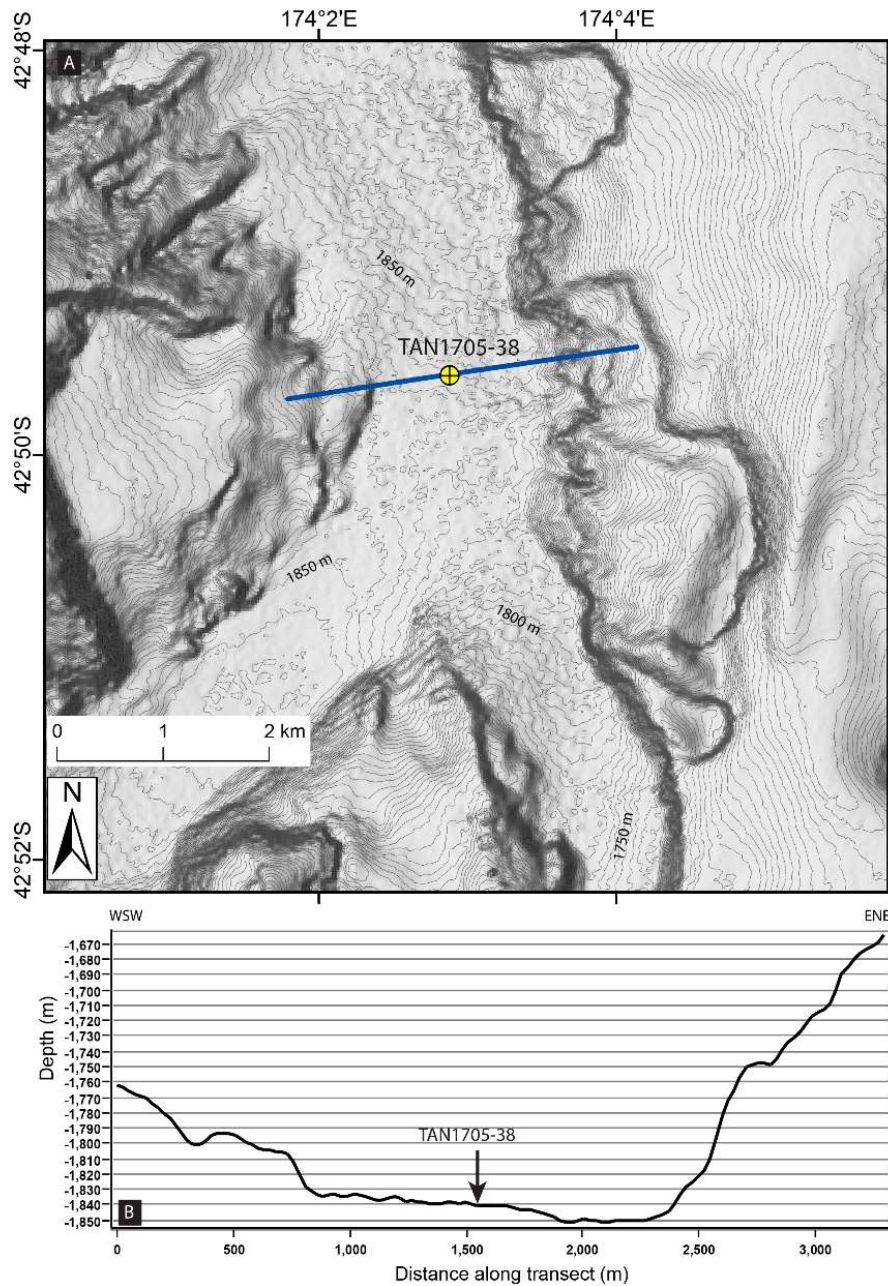 174°2'E
174°4'E
42°48'S
A
1850 m
TAN1705-38
42°50'S
1850 m
1800 m
0 1 2 km
N
1750 m
42°52'S
WSW
ENE
-1,670
-1,680
-1,690
-1,700
-1,710
-1,720
-1,730
-1,740
-1,750
-1,760
-1,770
-1,780
-1,790
-1,800
-1,810
-1,820
-1,830
-1,840
-1,850
Depth (m)
TAN1705-38
B
0 500 1,000 1,500 2,000 2,500 3,000
Distance along transect (m)